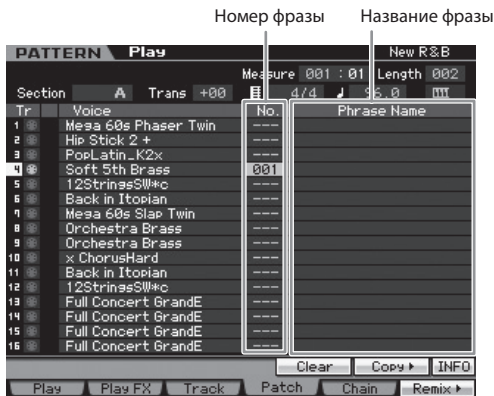 Номер фразы Название фразы
PATTERN Play New R&B
Measure 001 : 01 Length 002
Section A Trans +00 4/4 96.0
Tr Voice No. Phrase Name
1 Mega 60s Phaser Twin ---
2 Hip Stick 2 + ---
3 PopLatin_K2x ---
4 Soft 5th Brass 001
5 12StringsSW*c ---
6 Back in Itopian ---
7 Mega 60s Slap Twin ---
8 Orchestra Brass ---
9 Orchestra Brass ---
10 x ChorusHard ---
11 Back in Itopian ---
12 12StringsSW*c ---
13 Full Concert GrandE ---
14 Full Concert GrandE ---
15 Full Concert GrandE ---
16 Full Concert GrandE ---
Clear Copy INFO
Play Play FX Track Patch Chain Remix